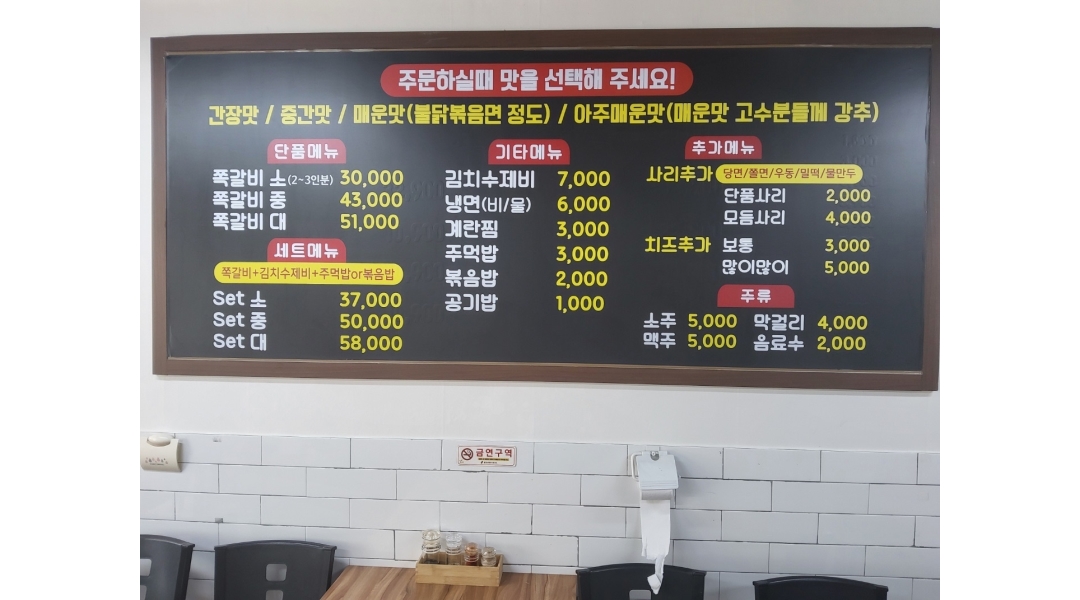 주문하실때 맛을 선택해 주세요!
간장맛 / 중간맛 / 매운맛(불닭볶음면 정도) / 아주매운맛(매운맛 고수분들께 강추)
단품메뉴
쪽갈비 소(2~3인분) 30,000
쪽갈비 중 43,000
쪽갈비 대 51,000
세트메뉴
쪽갈비+김치수제비+주먹밥or볶음밥
Set 소 37,000
Set 중 50,000
Set 대 58,000
기타메뉴
김치수제비 7,000
냉면(비/물) 6,000
계란찜 3,000
주먹밥 3,000
볶음밥 2,000
공기밥 1,000
추가메뉴
사리추가 당면/쫄면/우동/밀떡/물만두
단품사리 2,000
모듬사리 4,000
치프추가 보통 3,000
많이많이 5,000
주류
소주 5,000 막걸리 4,000
맥주 5,000 음료수 2,000
금연구역